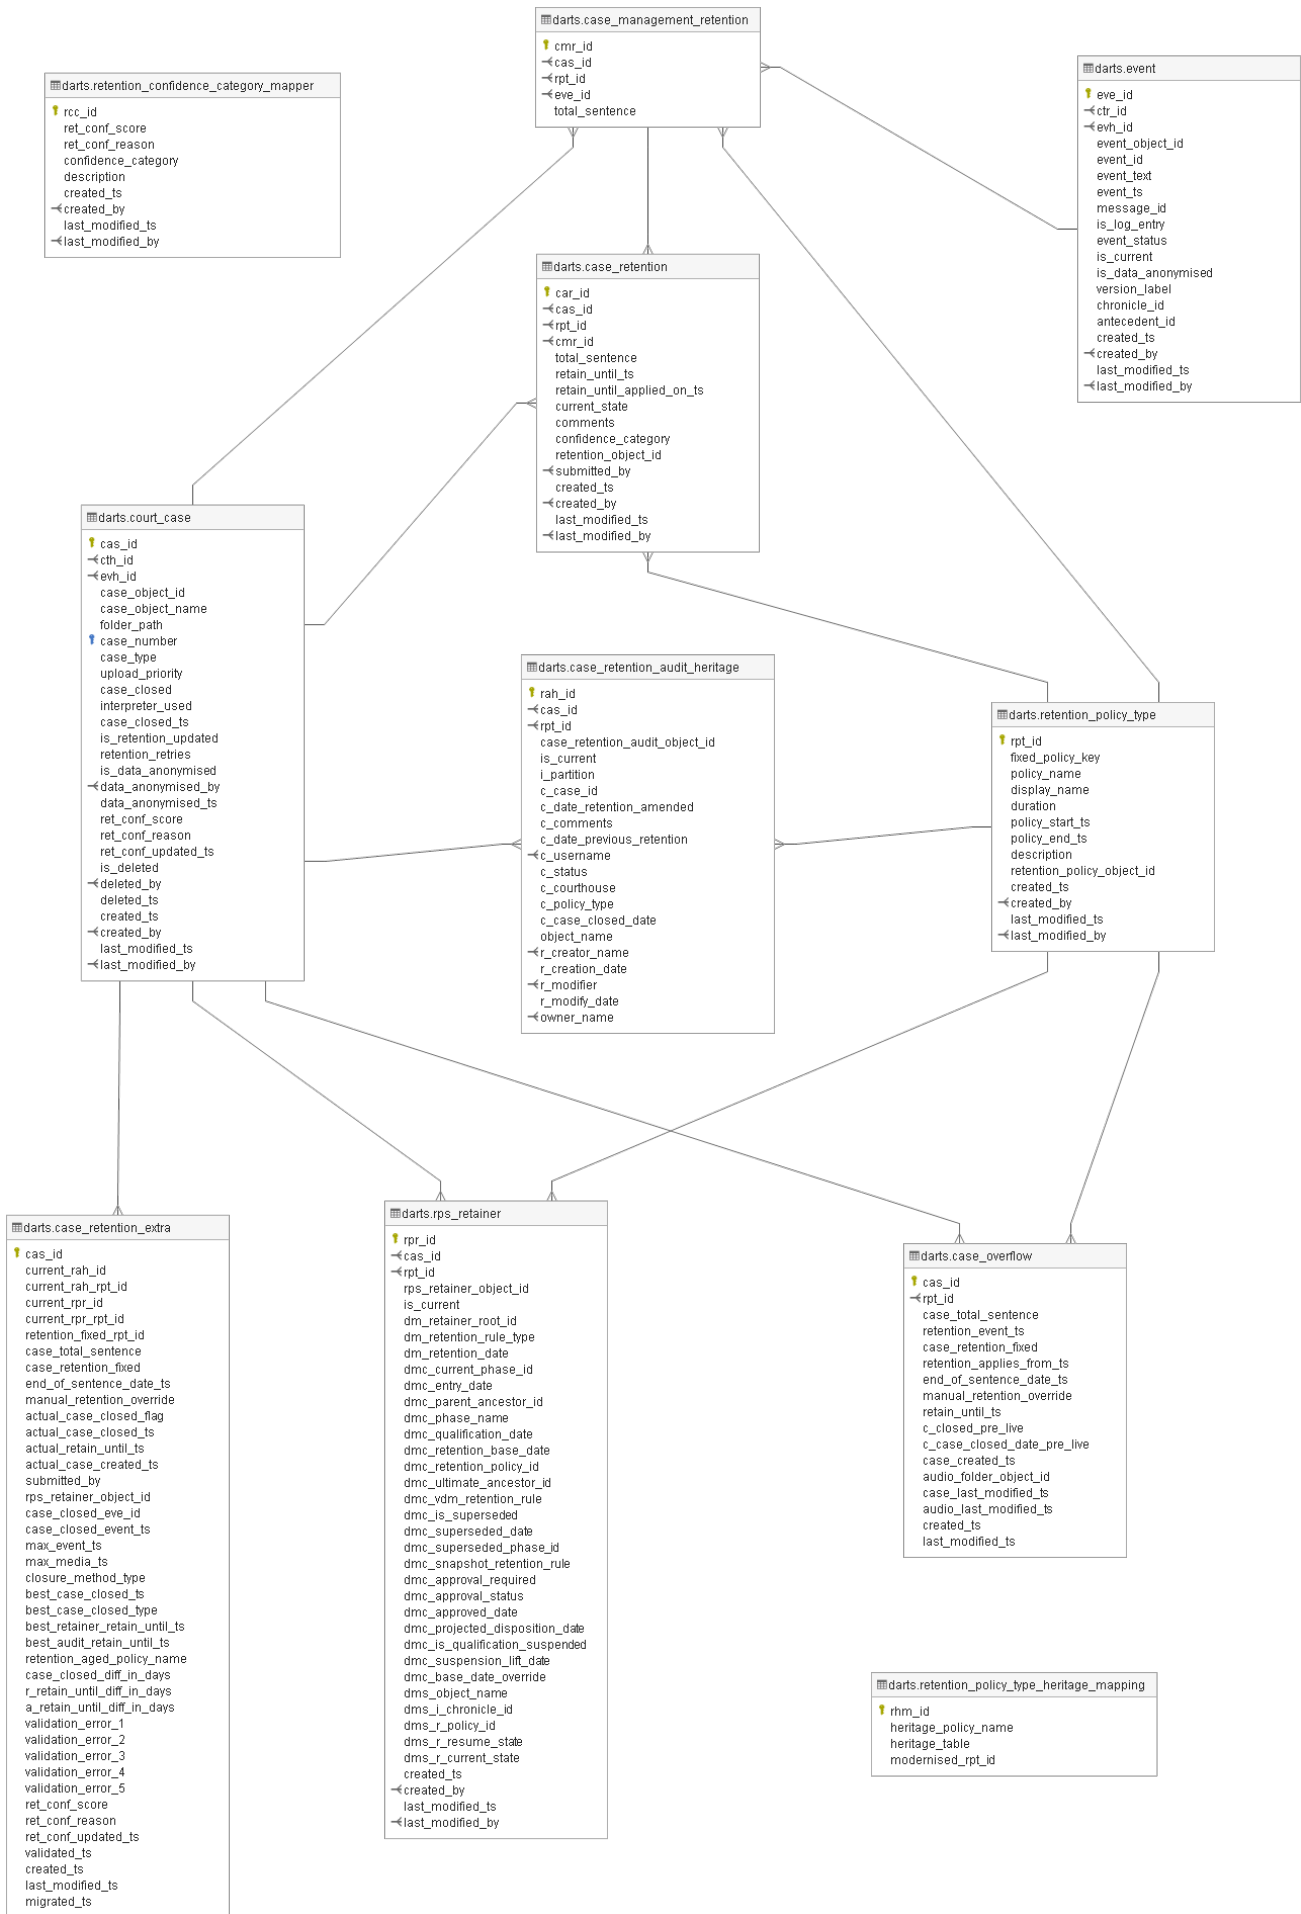 darts.case_management_retention
cmr_id
cas_id
rpt_id
eve_id
total_sentence
darts.retention_confidence_category_mapper
rcc_id
ret_conf_score
ret_conf_reason
confidence_category
description
created_ts
created_by
last_modified_ts
last_modified_by
darts.event
eve_id
ctr_id
evh_id
event_object_id
event_id
event_text
event_ts
message_id
is_log_entry
event_status
is_current
is_data_anonymised
version_label
chronicle_id
antecedent_id
created_ts
created_by
last_modified_ts
last_modified_by
darts.case_retention
car_id
cas_id
rpt_id
cmr_id
total_sentence
retain_until_ts
retain_until_applied_on_ts
current_state
comments
confidence_category
retention_object_id
submitted_by
created_ts
created_by
last_modified_ts
last_modified_by
darts.court_case
cas_id
cth_id
evh_id
case_object_id
case_object_name
folder_path
case_number
case_type
upload_priority
case_closed
interpreter_used
case_closed_ts
is_retention_updated
retention_retries
is_data_anonymised
data_anonymised_by
data_anonymised_ts
ret_conf_score
ret_conf_reason
ret_conf_updated_ts
is_deleted
deleted_by
deleted_ts
created_ts
created_by
last_modified_ts
last_modified_by
darts.case_retention_audit_heritage
rah_id
cas_id
rpt_id
case_retention_audit_object_id
is_current
i_partition
c_case_id
c_date_retention_amended
c_comments
c_date_previous_retention
c_username
c_status
c_courthouse
c_policy_type
c_case_closed_date
object_name
r_creator_name
r_creation_date
r_modifier
r_modify_date
owner_name
darts.retention_policy_type
rpt_id
fixed_policy_key
policy_name
display_name
duration
policy_start_ts
policy_end_ts
description
retention_policy_object_id
created_ts
created_by
last_modified_ts
last_modified_by
darts.case_retention_extra
cas_id
current_rah_id
current_rah_rpt_id
current_rpr_id
current_rpr_rpt_id
retention_fixed_rpt_id
case_total_sentence
case_retention_fixed
end_of_sentence_date_ts
manual_retention_override
actual_case_closed_flag
actual_case_closed_ts
actual_retain_until_ts
actual_case_created_ts
submitted_by
rps_retainer_object_id
case_closed_eve_id
case_closed_event_ts
max_event_ts
max_media_ts
closure_method_type
best_case_closed_ts
best_case_closed_type
best_retainer_retain_until_ts
best_audit_retain_until_ts
retention_aged_policy_name
case_closed_diff_in_days
r_retain_until_diff_in_days
a_retain_until_diff_in_days
validation_error_1
validation_error_2
validation_error_3
validation_error_4
validation_error_5
ret_conf_score
ret_conf_reason
ret_conf_updated_ts
validated_ts
created_ts
last_modified_ts
migrated_ts
darts.rps_retainer
rpr_id
cas_id
rpt_id
rps_retainer_object_id
is_current
dm_retainer_root_id
dm_retention_rule_type
dm_retention_date
dmc_current_phase_id
dmc_entry_date
dmc_parent_ancestor_id
dmc_phase_name
dmc_qualification_date
dmc_retention_base_date
dmc_retention_policy_id
dmc_ultimate_ancestor_id
dmc_vdm_retention_rule
dmc_is_superseded
dmc_superseded_date
dmc_superseded_phase_id
dmc_snapshot_retention_rule
dmc_approval_required
dmc_approval_status
dmc_approved_date
dmc_projected_disposition_date
dmc_is_qualification_suspended
dmc_suspension_lift_date
dmc_base_date_override
dms_object_name
dms_i_chronicle_id
dms_r_policy_id
dms_r_resume_state
dms_r_current_state
created_ts
created_by
last_modified_ts
last_modified_by
darts.case_overflow
cas_id
rpt_id
case_total_sentence
retention_event_ts
case_retention_fixed
retention_applies_from_ts
end_of_sentence_date_ts
manual_retention_override
retain_until_ts
c_closed_pre_live
c_case_closed_date_pre_live
case_created_ts
audio_folder_object_id
case_last_modified_ts
audio_last_modified_ts
created_ts
last_modified_ts
darts.retention_policy_type_heritage_mapping
rhm_id
heritage_policy_name
heritage_table
modernised_rpt_id